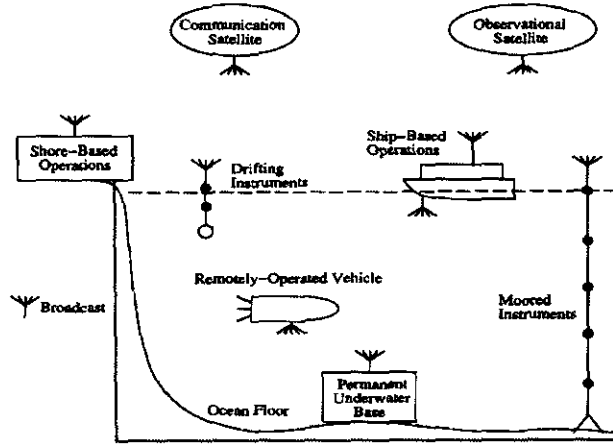 Communication
Satellite
Observational
Satellite
Shore-Based
Operations
Drifting
Instruments
Ship-Based
Operations
Remotely-Operated Vehicle
Broadcast
Moored
Instruments
Permanent
Underwater
Base
Ocean Floor